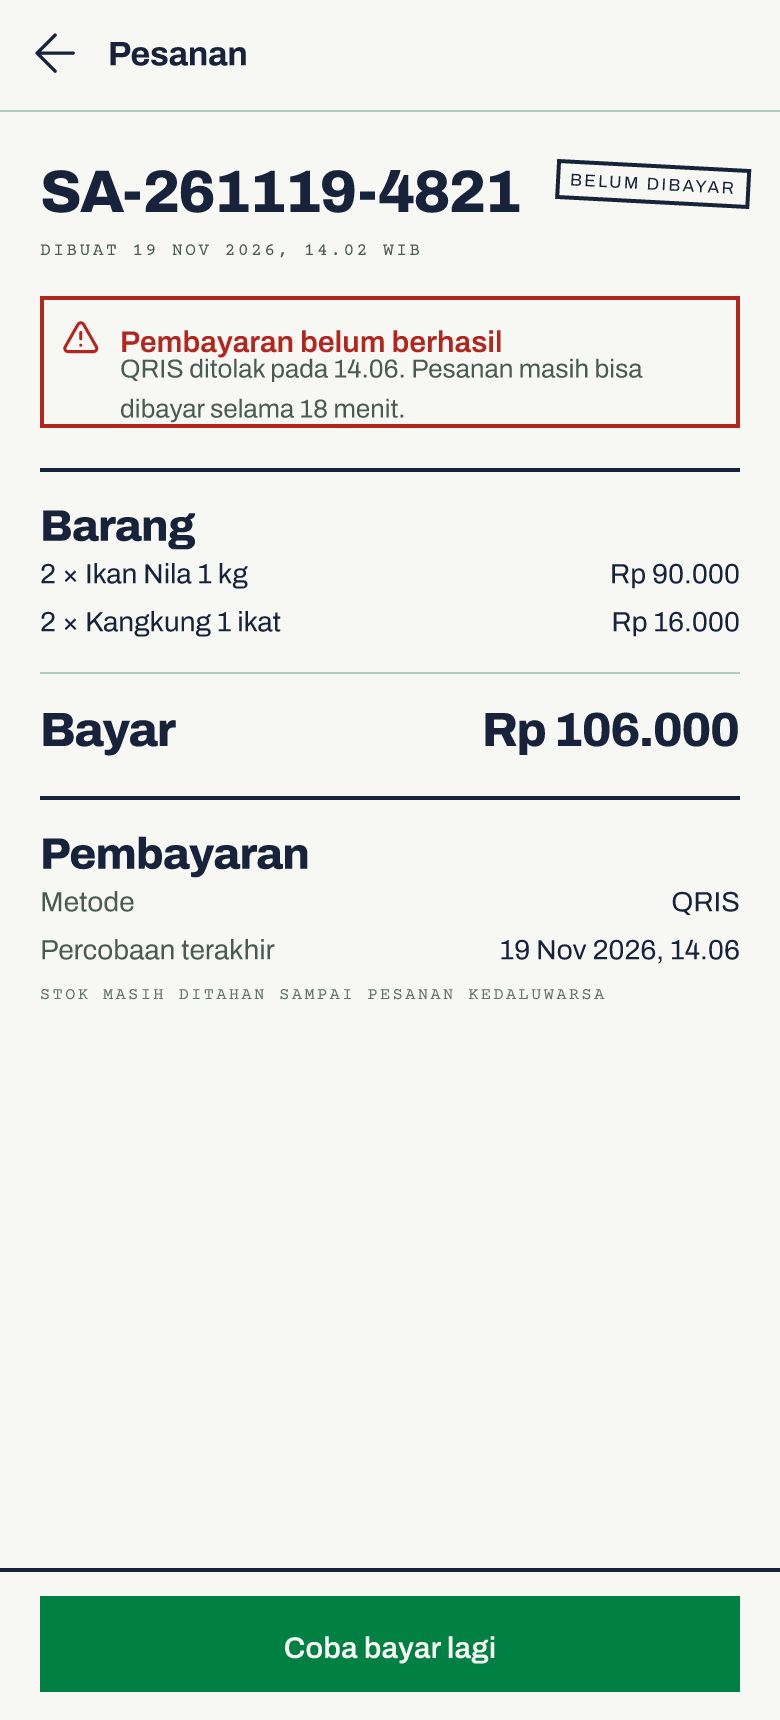 Pesanan
SA-261119-4821
BELUM DIBAYAR
DIBUAT 19 NOV 2026, 14.02 WIB
Pembayaran belum berhasil
QRIS ditolak pada 14.06. Pesanan masih bisa
dibayar selama 18 menit.
Barang
2 × Ikan Nila 1 kg Rp 90.000
2 × Kangkung 1 ikat Rp 16.000
Bayar Rp 106.000
Pembayaran
Metode QRIS
Percobaan terakhir 19 Nov 2026, 14.06
STOK MASIH DITAHAN SAMPAI PESANAN KEDALUWARSA
Coba bayar lagi